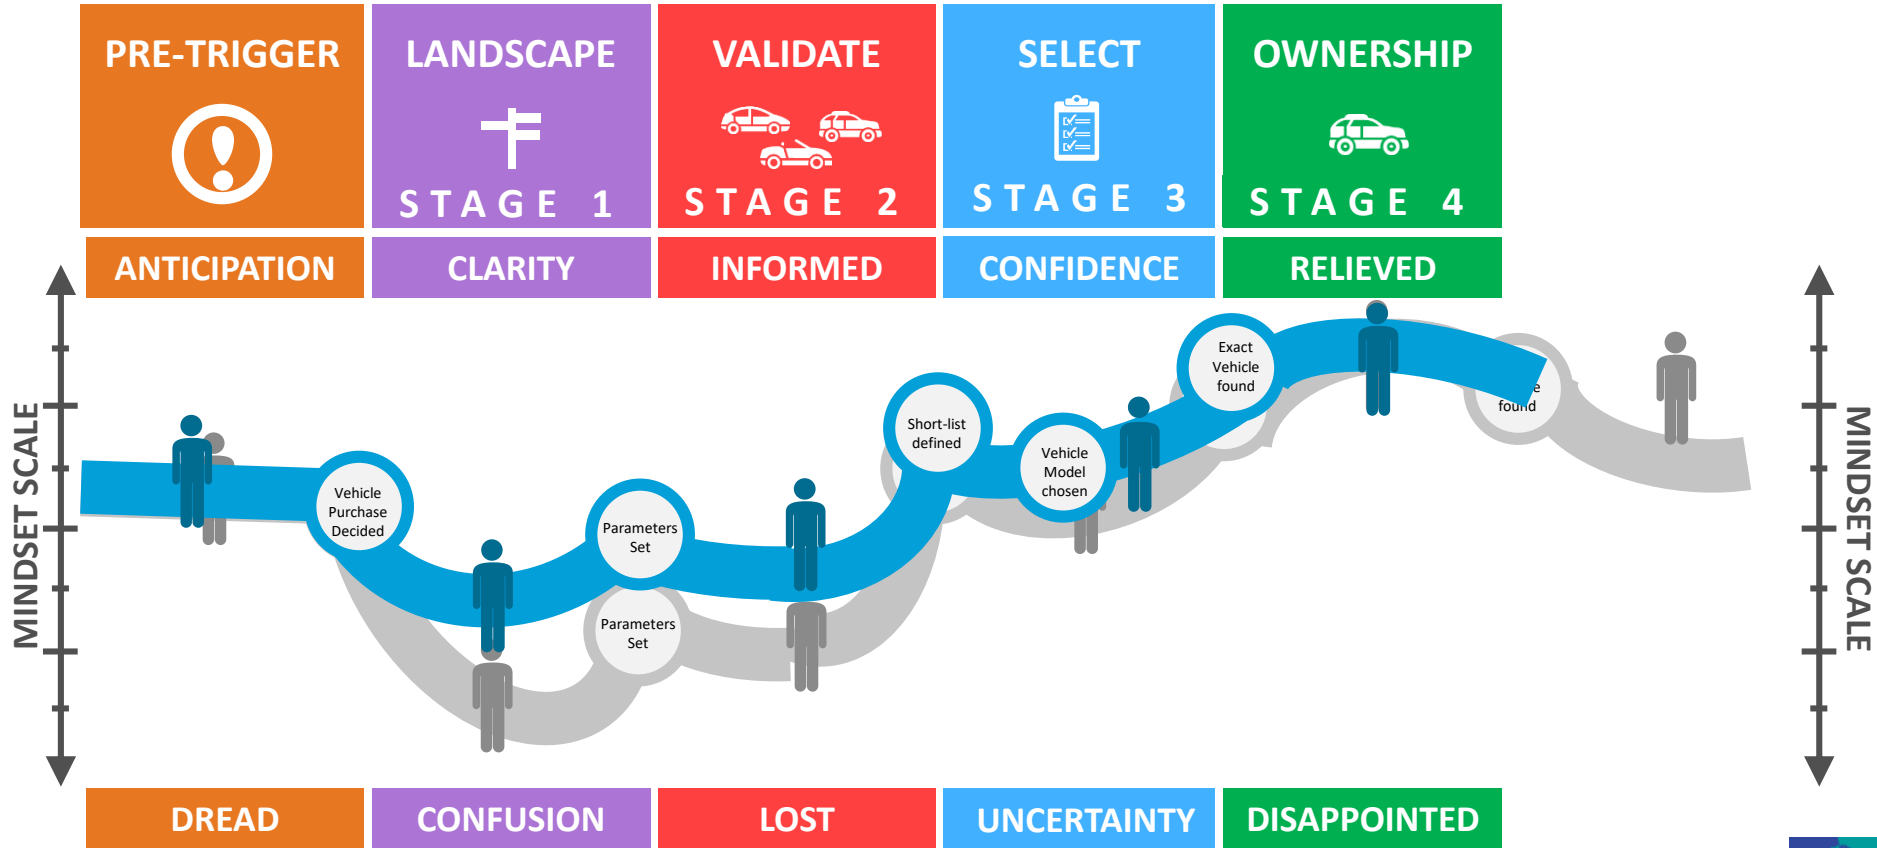 PRE-TRIGGER
LANDSCAPE
STAGE 1
VALIDATE
STAGE 2
SELECT
STAGE 3
OWNERSHIP
STAGE 4
ANTICIPATION
CLARITY
INFORMED
CONFIDENCE
RELIEVED
MINDSET SCALE
Vehicle
Purchase
Decided
Parameters
Set
Parameters
Set
Short-list
defined
Vehicle
Model
chosen
Exact
Vehicle
found
found
MINDSET SCALE
DREAD
CONFUSION
LOST
UNCERTAINTY
DISAPPOINTED